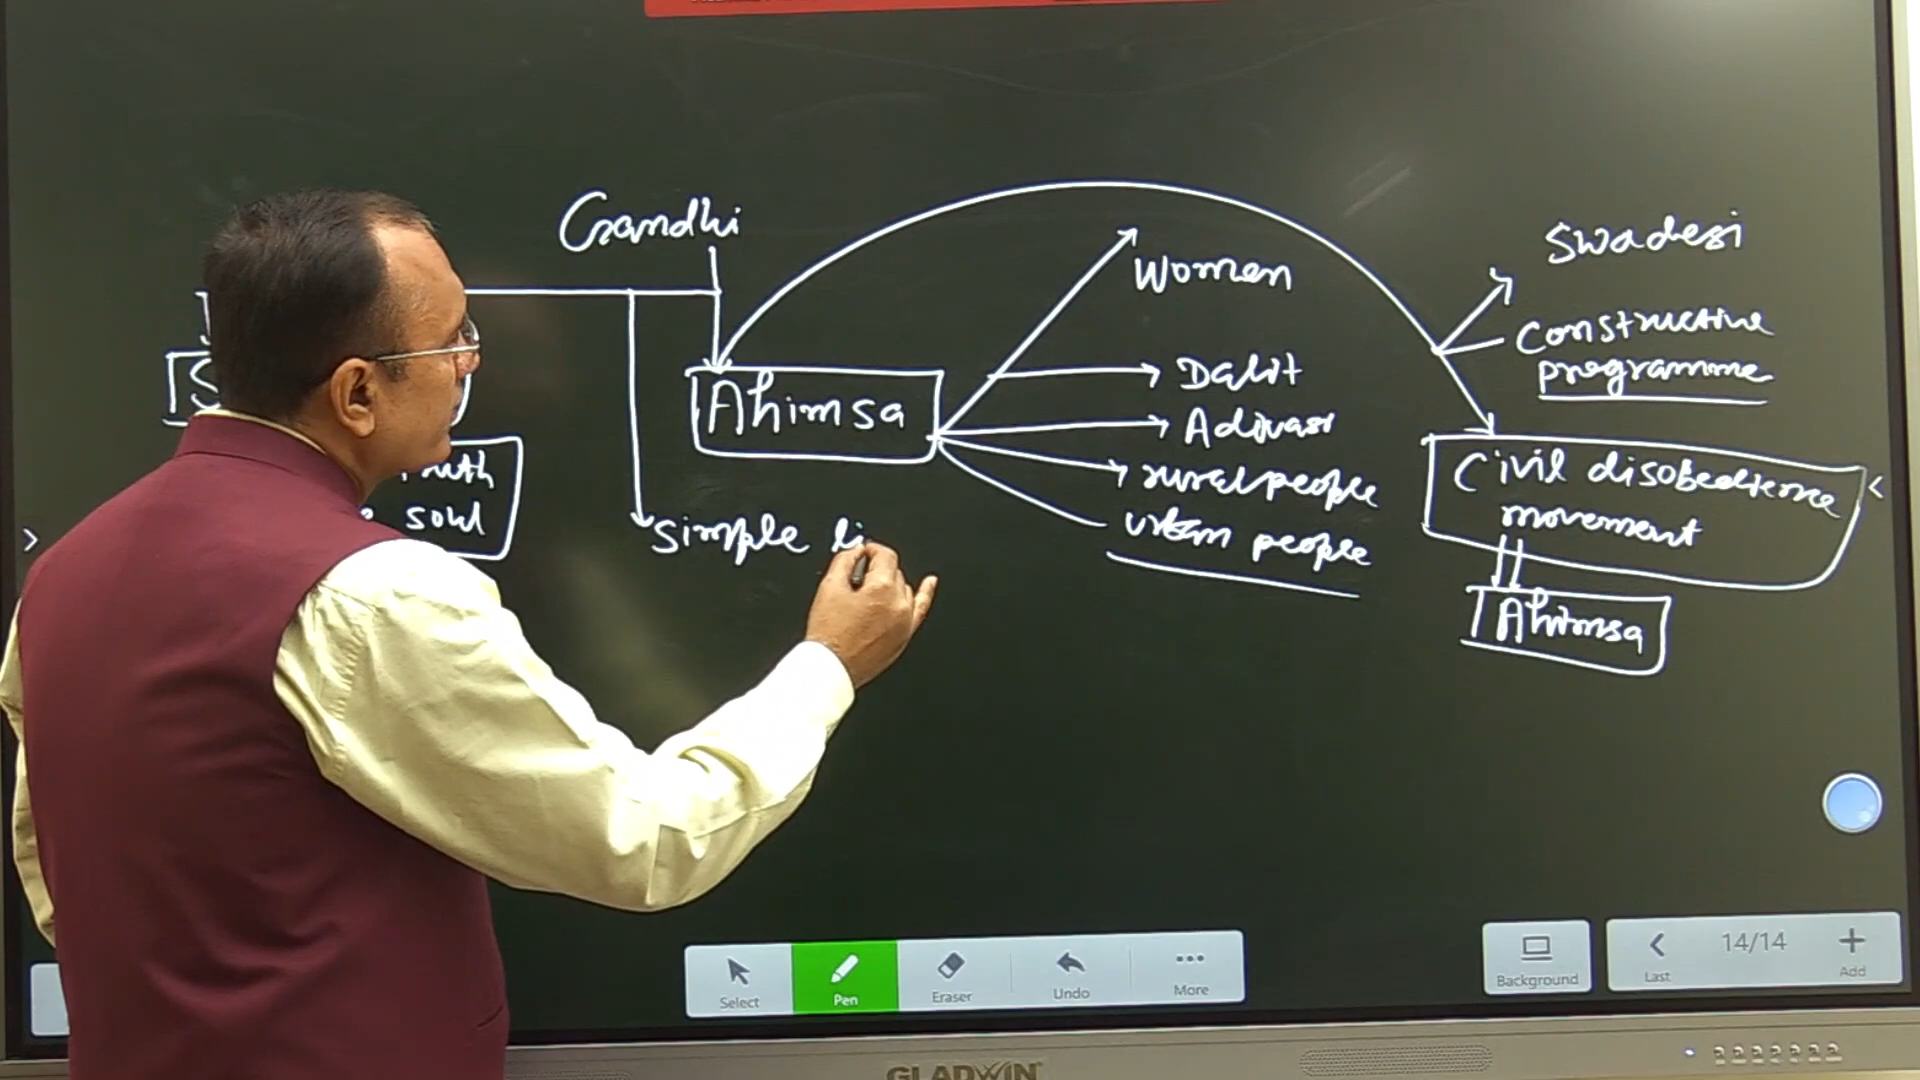 Gandhi
Ahimsa
soul
Simple li
Women
Dalit
Adivasi
rural people
urban people
Swadesi
Constructive
programme
Civil disobedience
movement
Ahimsa
Select
Pen
Eraser
Undo
More
Background
Last
14/14
Add
GLADWIN